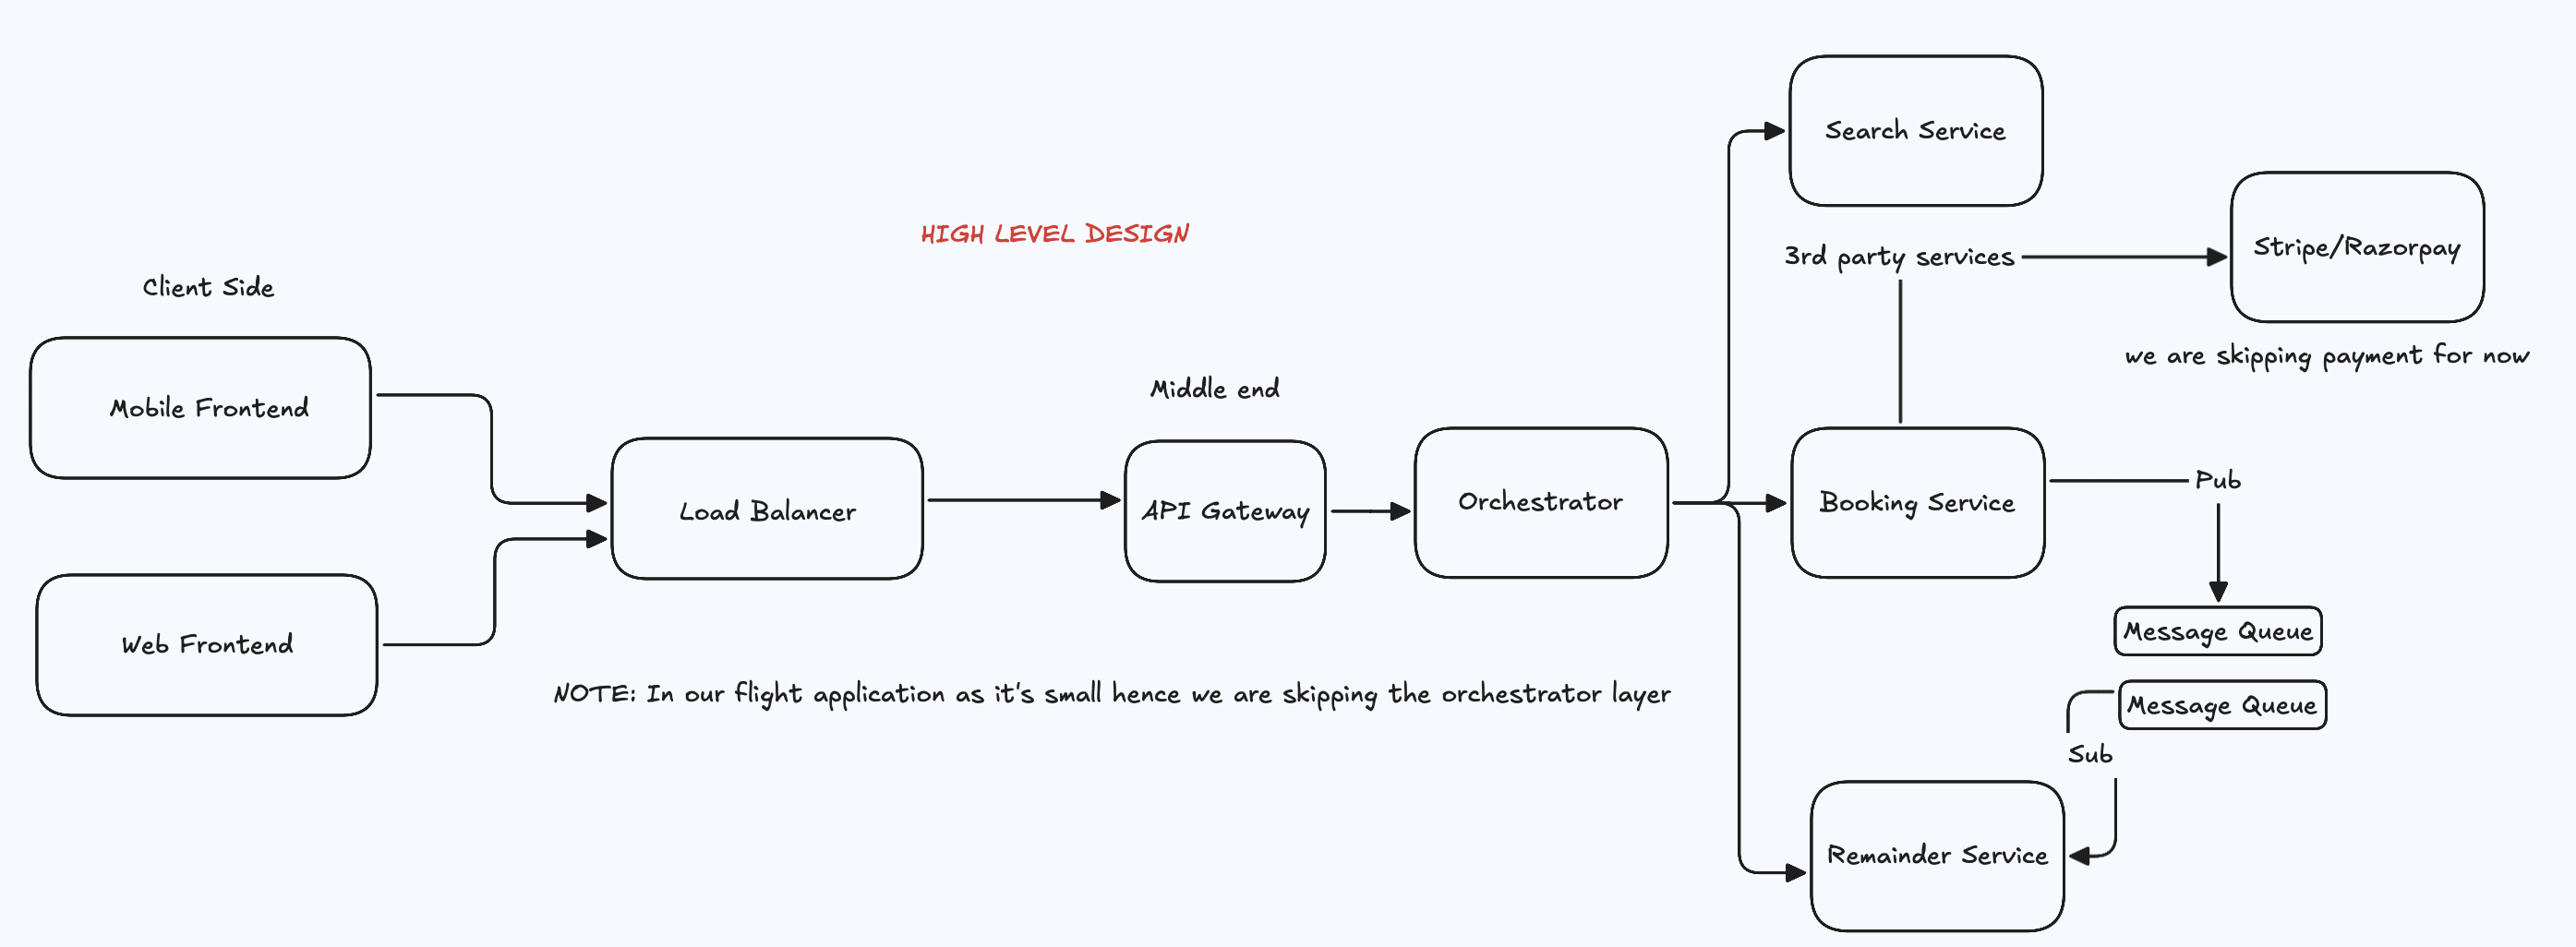 HIGH LEVEL DESIGN
Client Side
Mobile Frontend
Web Frontend
Load Balancer
Middle end
API Gateway
Orchestrator
NOTE: In our flight application as it's small hence we are skipping the orchestrator layer
Search Service
3rd party services
Stripe/Razorpay
we are skipping payment for now
Booking Service
Pub
Message Queue
Message Queue
Sub
Remainder Service